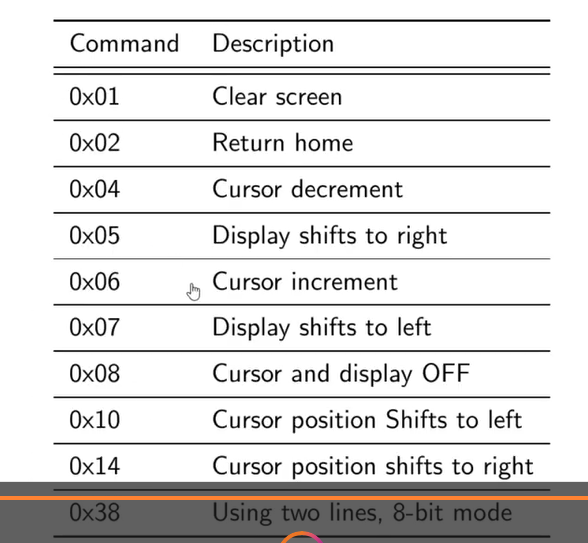 Command Description
0x01 Clear screen
0x02 Return home
0x04 Cursor decrement
0x05 Display shifts to right
0x06 Cursor increment
0x07 Display shifts to left
0x08 Cursor and display OFF
0x10 Cursor position Shifts to left
0x14 Cursor position shifts to right
0x38 Using two lines, 8-bit mode